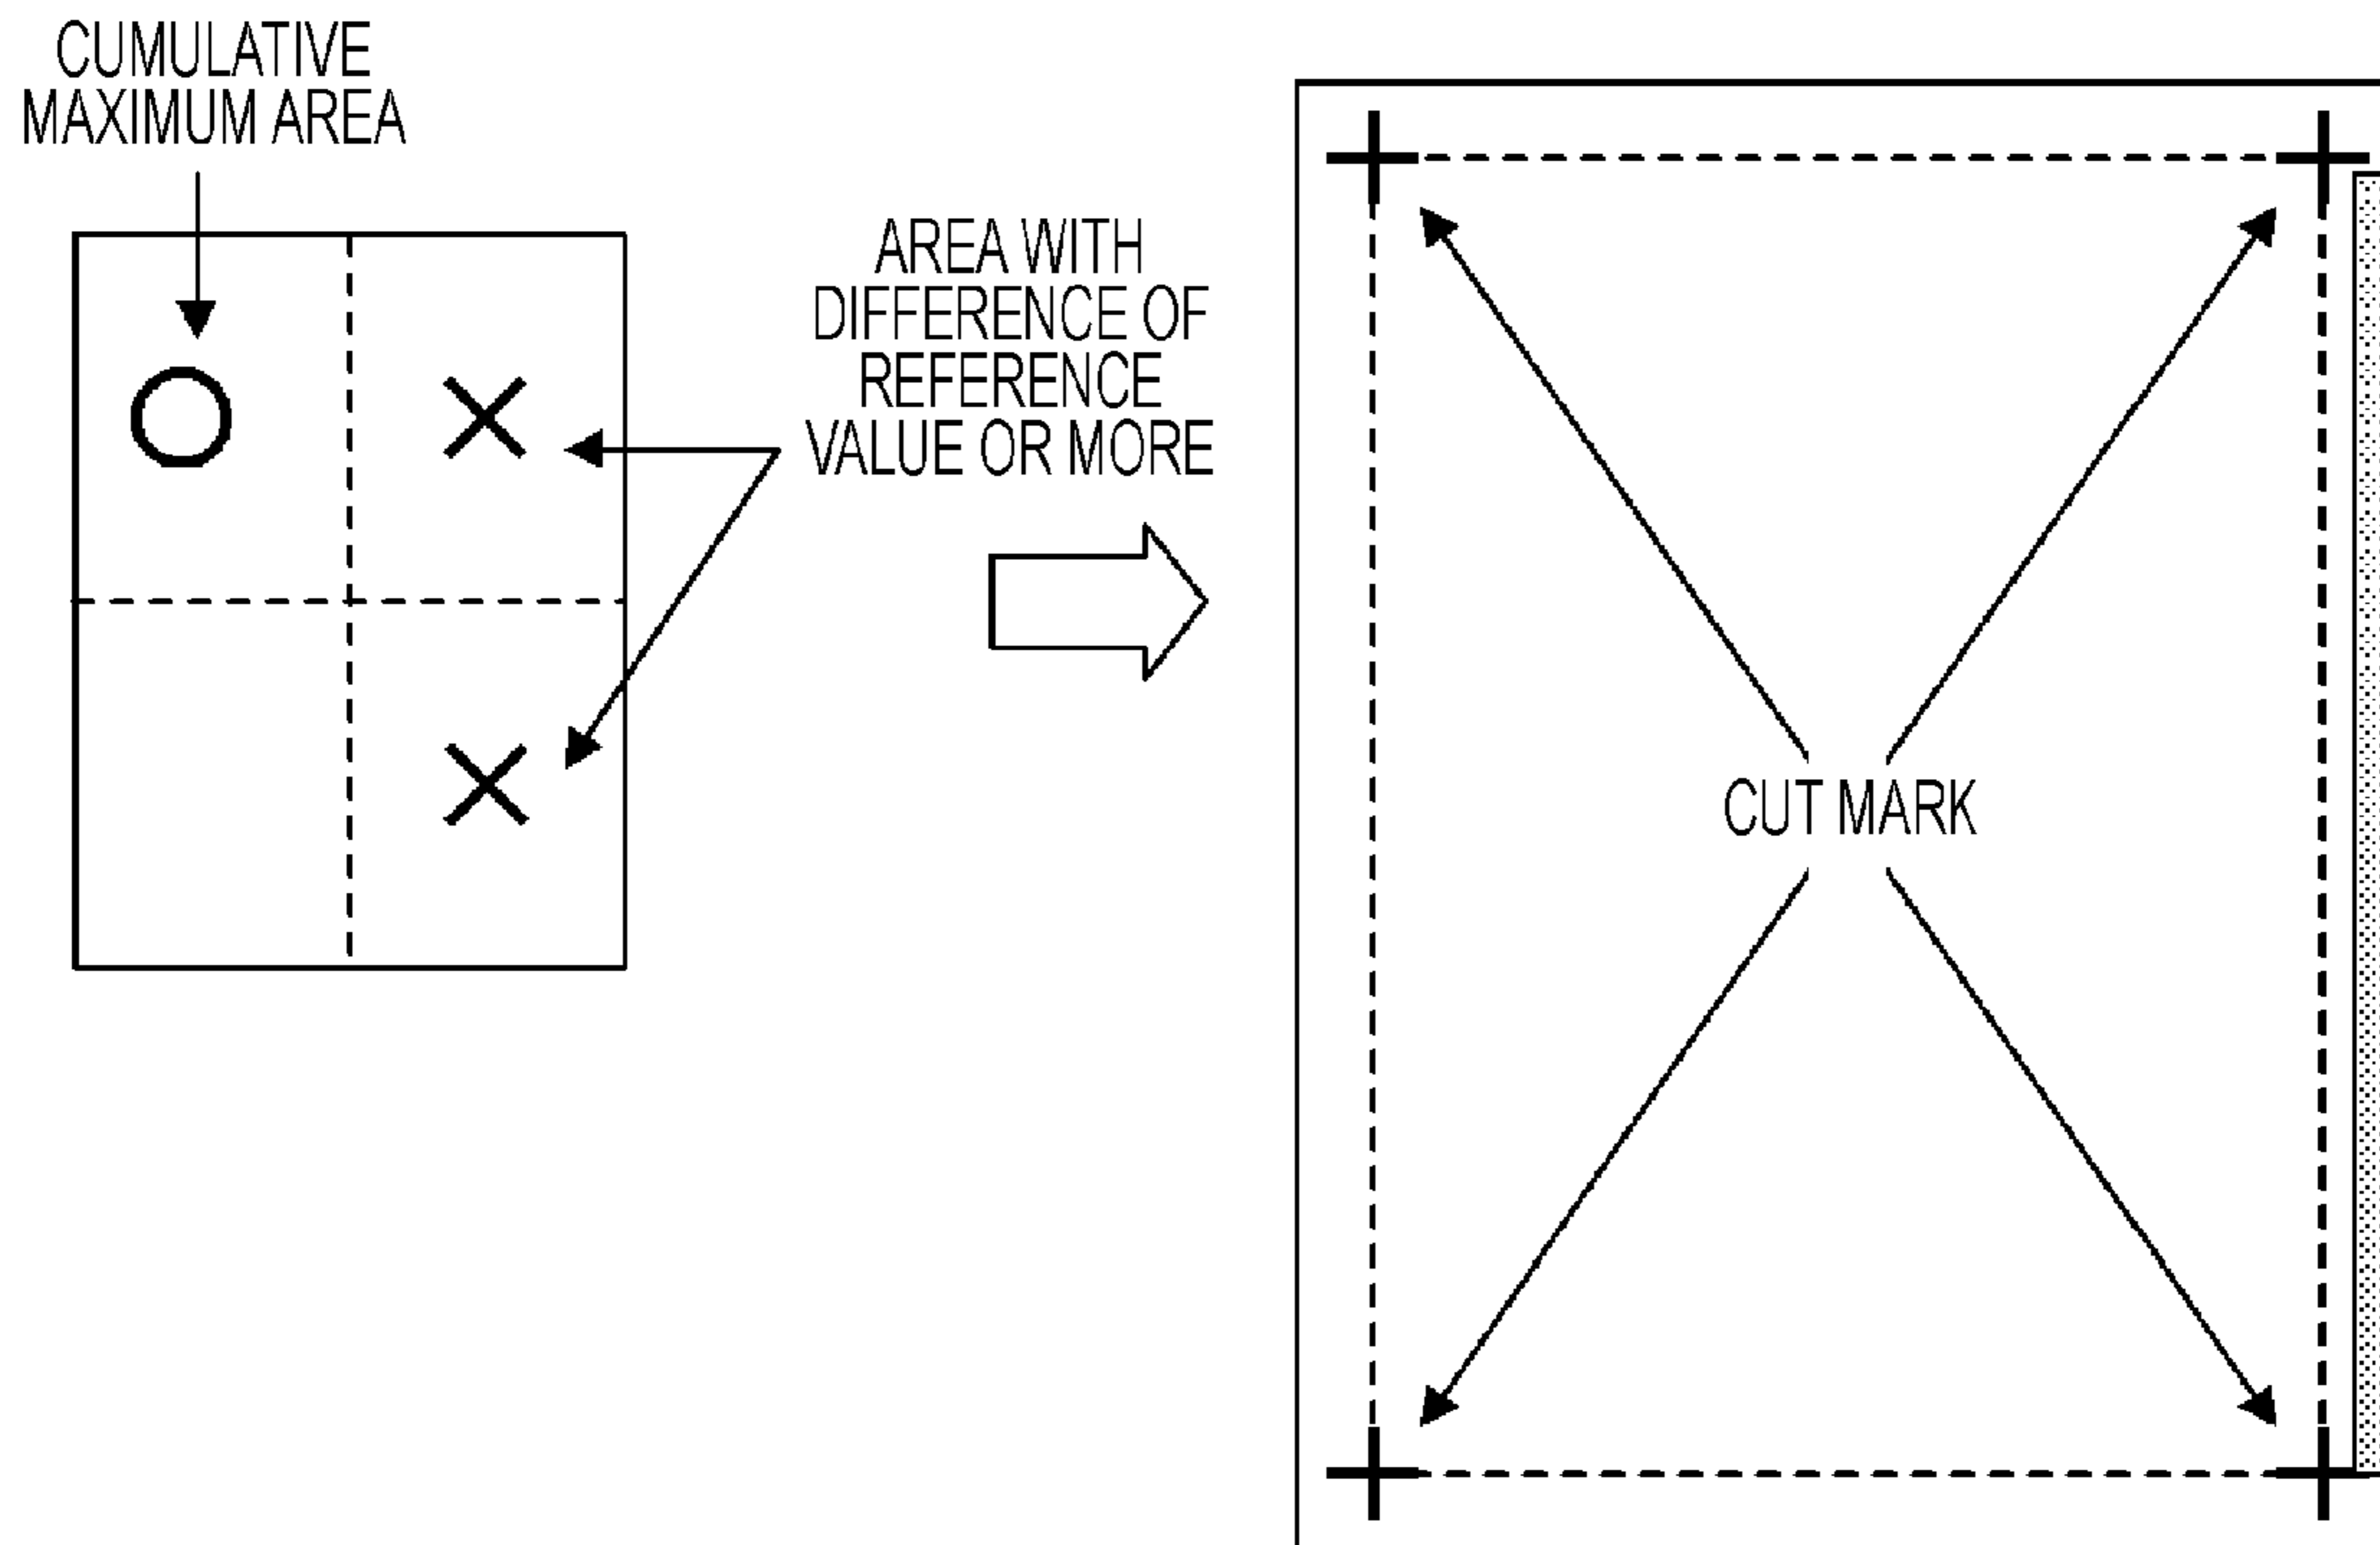 CUMULATIVE
MAXIMUM AREA
AREA WITH
DIFFERENCE OF
REFERENCE
VALUE OR MORE
CUT MARK